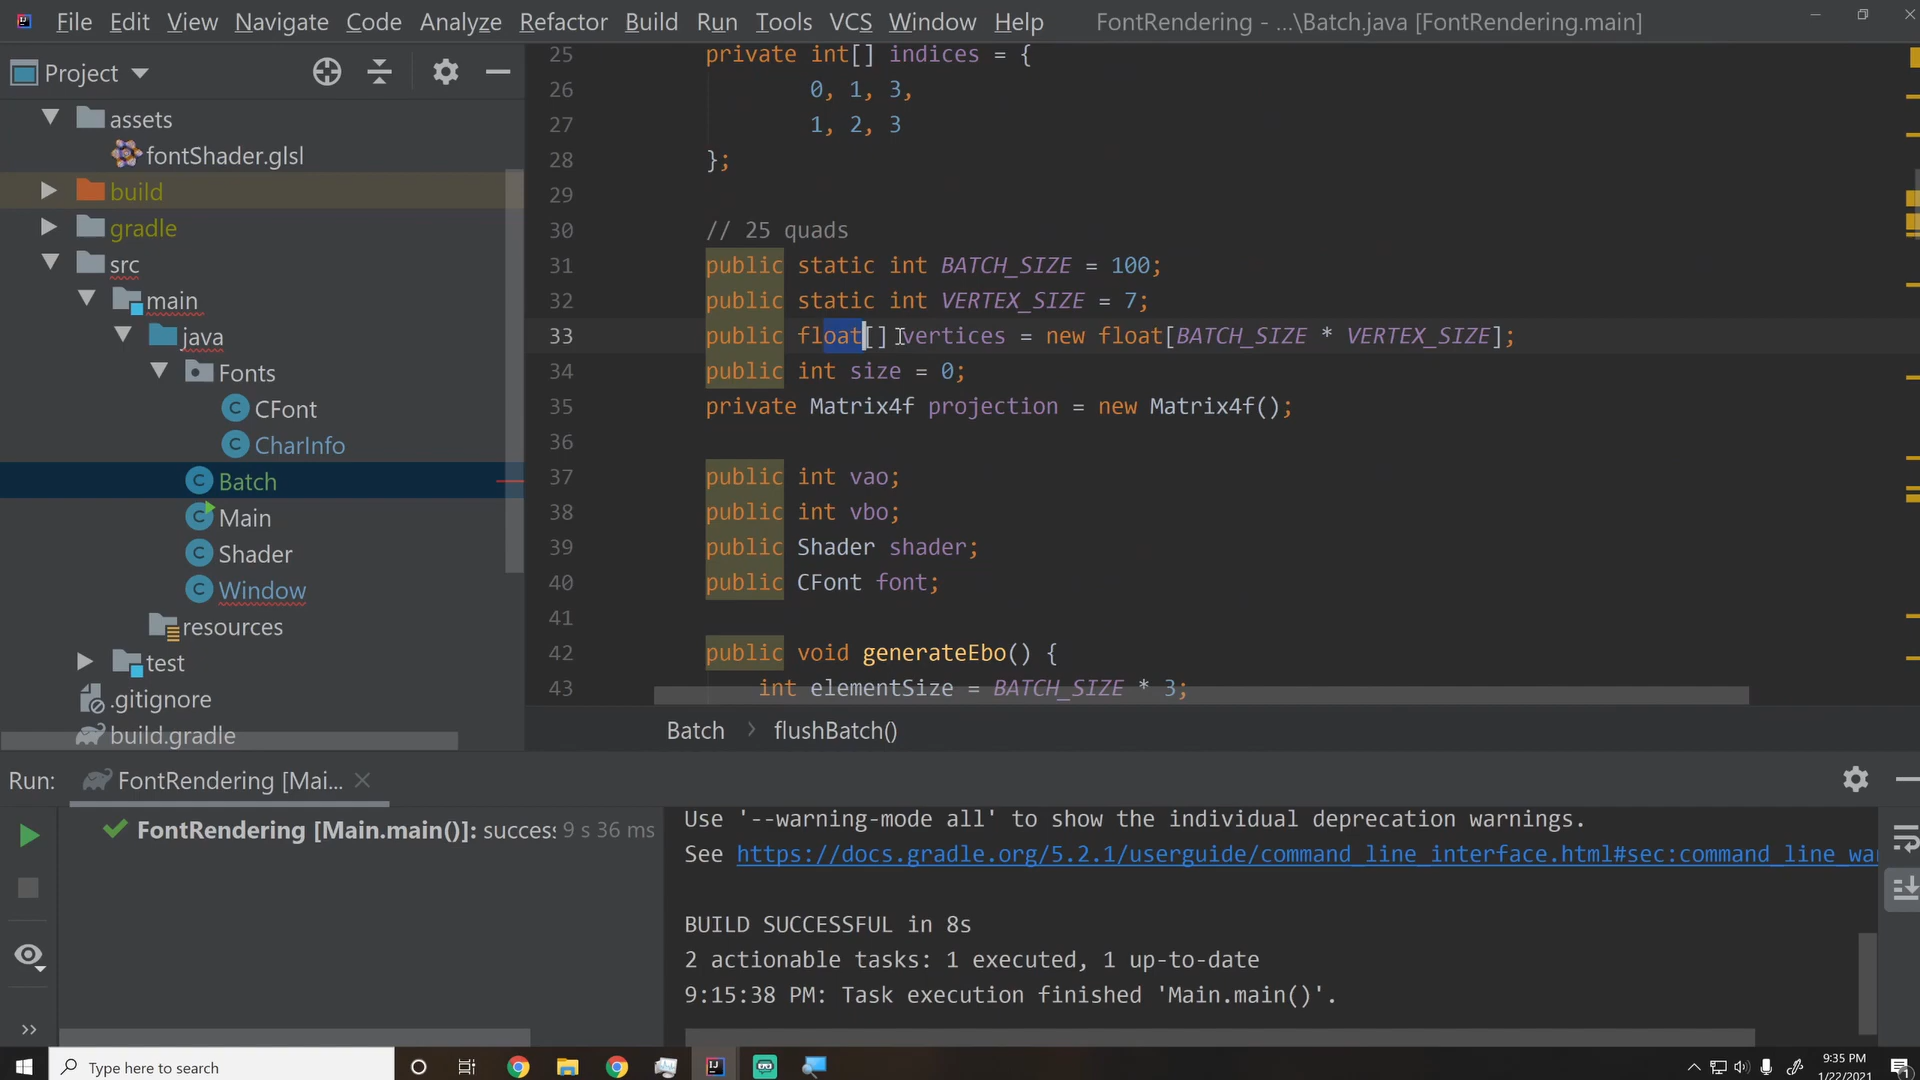 File Edit View Navigate Code Analyze Refactor Build Run Tools VCS Window Help FontRendering - ...\Batch.java [FontRendering.main]
Project
assets
fontShader.glsl
build
gradle
src
main
java
Fonts
CFont
CharInfo
Batch
Main
Shader
Window
resources
test
.gitignore
build.gradle
25 private int[] indices = {
26 0, 1, 3,
27 1, 2, 3
28 };
29
30 // 25 quads
31 public static int BATCH_SIZE = 100;
32 public static int VERTEX_SIZE = 7;
33 public float[] vertices = new float[BATCH_SIZE * VERTEX_SIZE];
34 public int size = 0;
35 private Matrix4f projection = new Matrix4f();
36
37 public int vao;
38 public int vbo;
39 public Shader shader;
40 public CFont font;
41
42 public void generateEbo() {
43 int elementSize = BATCH_SIZE * 3;
Batch > flushBatch()
Run: FontRendering [Mai...
FontRendering [Main.main()]: success 9 s 36 ms
Use '--warning-mode all' to show the individual deprecation warnings.
See https://docs.gradle.org/5.2.1/userguide/command_line_interface.html#sec:command_line_wa
BUILD SUCCESSFUL in 8s
2 actionable tasks: 1 executed, 1 up-to-date
9:15:38 PM: Task execution finished 'Main.main()'.
Type here to search
9:35 PM
1/22/2021